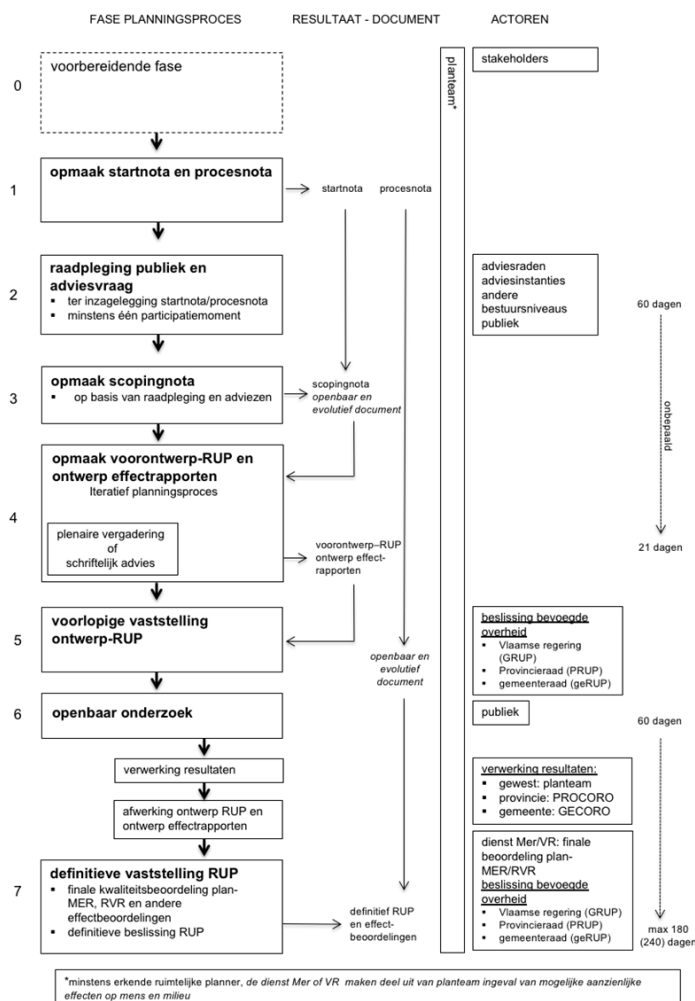 FASE PLANNINGSPROCES
RESULTAAT - DOCUMENT
ACTOREN
0
voorbereidende fase
planteam*
stakeholders
1
opmaak startnota en procesnota
startnota
procesnota
2
raadpleging publiek en
adviesvraag
▪ ter inzagelegging startnota/procesnota
▪ minstens één participatiemoment
adviesraden
adviesinstanties
andere
bestuursniveaus
publiek
60 dagen
3
opmaak scopingnota
▪ op basis van raadpleging en adviezen
scopingnota
openbaar en
evolutief document
onbepaald
4
opmaak voorontwerp-RUP en
ontwerp effectrapporten
Iteratief planningsproces
plenaire vergadering
of
schriftelijk advies
voorontwerp–RUP
ontwerp effect-
rapporten
21 dagen
5
voorlopige vaststelling
ontwerp-RUP
openbaar en
evolutief
document
beslissing bevoegde
overheid
▪ Vlaamse regering
(GRUP)
▪ Provincieraad (PRUP)
▪ gemeenteraad (geRUP)
6
openbaar onderzoek
publiek
60 dagen
verwerking resultaten
afwerking ontwerp RUP en
ontwerp effectrapporten
verwerking resultaten:
▪ gewest: planteam
▪ provincie: PROCORO
▪ gemeente: GECORO
7
definitieve vaststelling RUP
▪ finale kwaliteitsbeoordeling plan-
MER, RVR en andere
effectbeoordelingen
▪ definitieve beslissing RUP
definitief RUP
en effect-
beoordelingen
dienst Mer/VR: finale
beoordeling plan-
MER/RVR
beslissing bevoegde
overheid
▪ Vlaamse regering (GRUP)
▪ Provincieraad (PRUP)
▪ gemeenteraad (geRUP)
max 180
(240) dagen
*minstens erkende ruimtelijke planner, de dienst Mer of VR maken deel uit van planteam ingeval van mogelijke aanzienlijke
effecten op mens en milieu